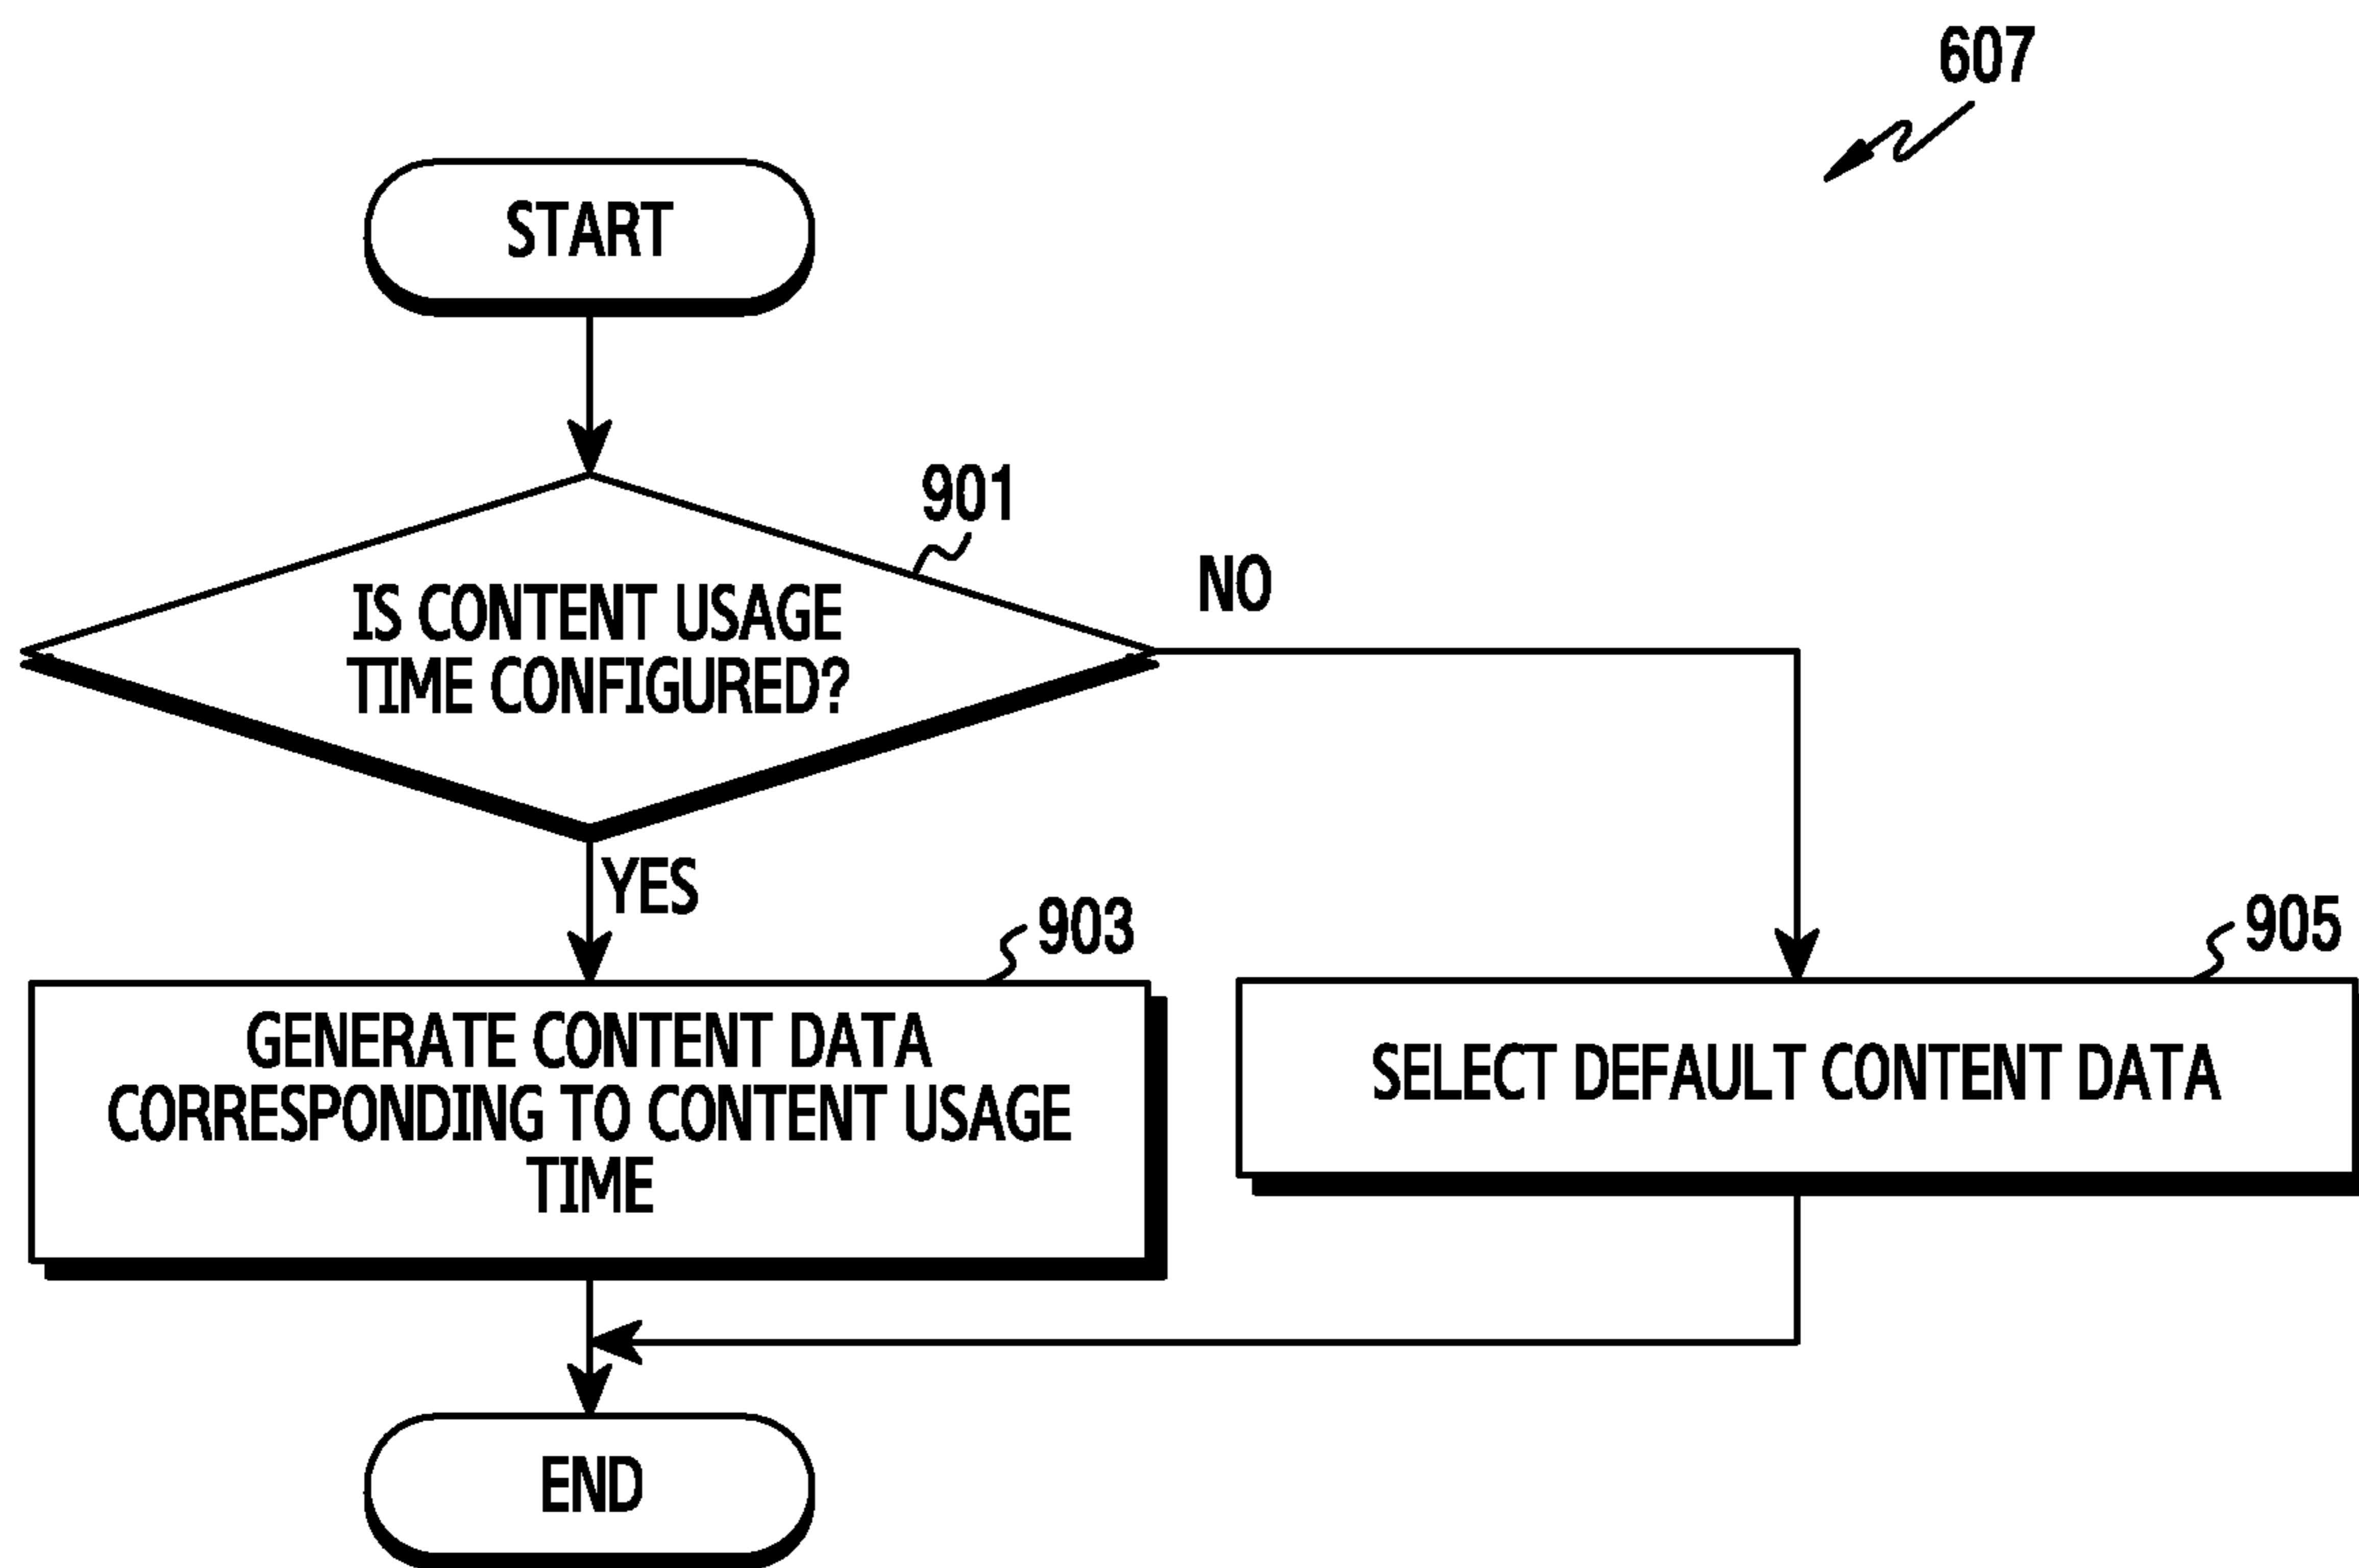 607
START
901
IS CONTENT USAGE
TIME CONFIGURED?
NO
YES
903
GENERATE CONTENT DATA
CORRESPONDING TO CONTENT USAGE
TIME
905
SELECT DEFAULT CONTENT DATA
END